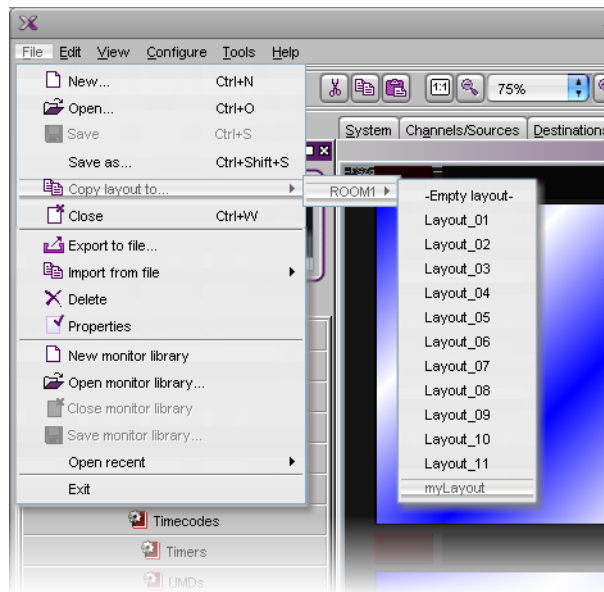 File Edit View Configure Tools Help
New... Ctrl+N
Open... Ctrl+O
Save Ctrl+S
Save as... Ctrl+Shift+S
Copy layout to...
Close Ctrl+W
Export to file...
Import from file
Delete
Properties
New monitor library
Open monitor library...
Close monitor library
Save monitor library...
Open recent
Exit
Timecodes
Timers
UMDs
1:1 75%
System Channels/Sources Destinations
ROOM1
-Empty layout-
Layout_01
Layout_02
Layout_03
Layout_04
Layout_05
Layout_06
Layout_07
Layout_08
Layout_09
Layout_10
Layout_11
myLayout